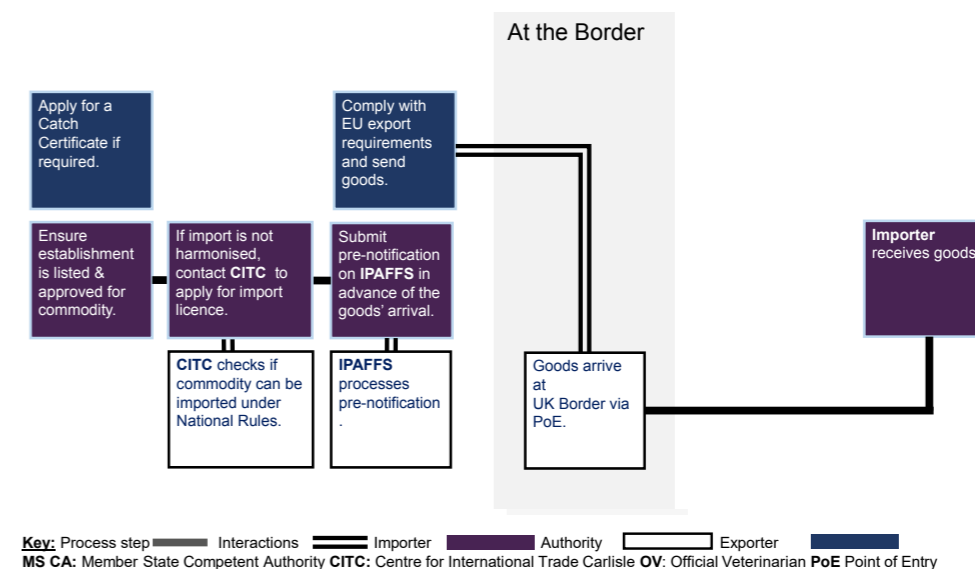 At the Border
Apply for a
Catch
Certificate if
required.
Comply with
EU export
requirements
and send
goods.
Ensure
establishment
is listed &
approved for
commodity.
If import is not
harmonised,
contact CITC to
apply for import
licence.
Submit
pre-notification
on IPAFFS in
advance of the
goods' arrival.
Importer
receives goods
CITC checks if
commodity can be
imported under
National Rules.
IPAFFS
processes
pre-notification
.
Goods arrive
at
UK Border via
PoE.
Key: Process step Interactions Importer Authority Exporter
MS CA: Member State Competent Authority CITC: Centre for International Trade Carlisle OV: Official Veterinarian PoE Point of Entry